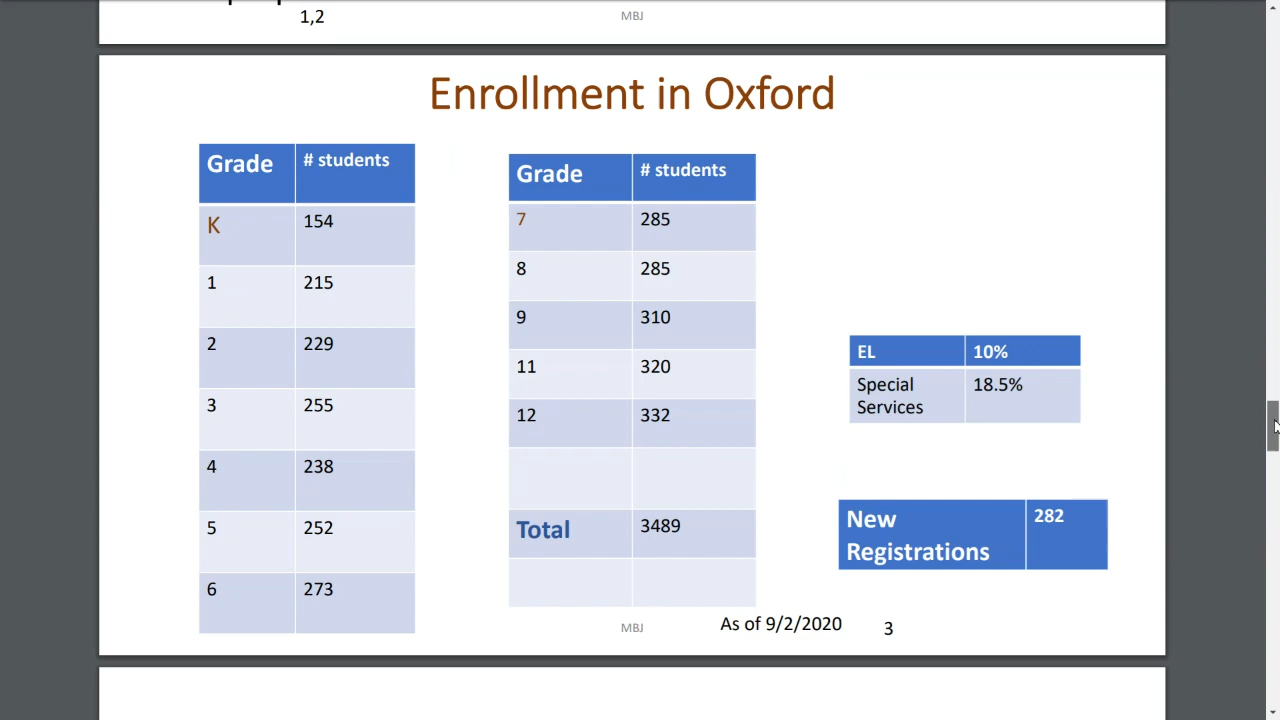 1,2
MBJ
Enrollment in Oxford
Grade # students
K 154
1 215
2 229
3 255
4 238
5 252
6 273
Grade # students
7 285
8 285
9 310
11 320
12 332
Total 3489
EL 10%
Special 18.5%
Services
New 282
Registrations
As of 9/2/2020
MBJ
3